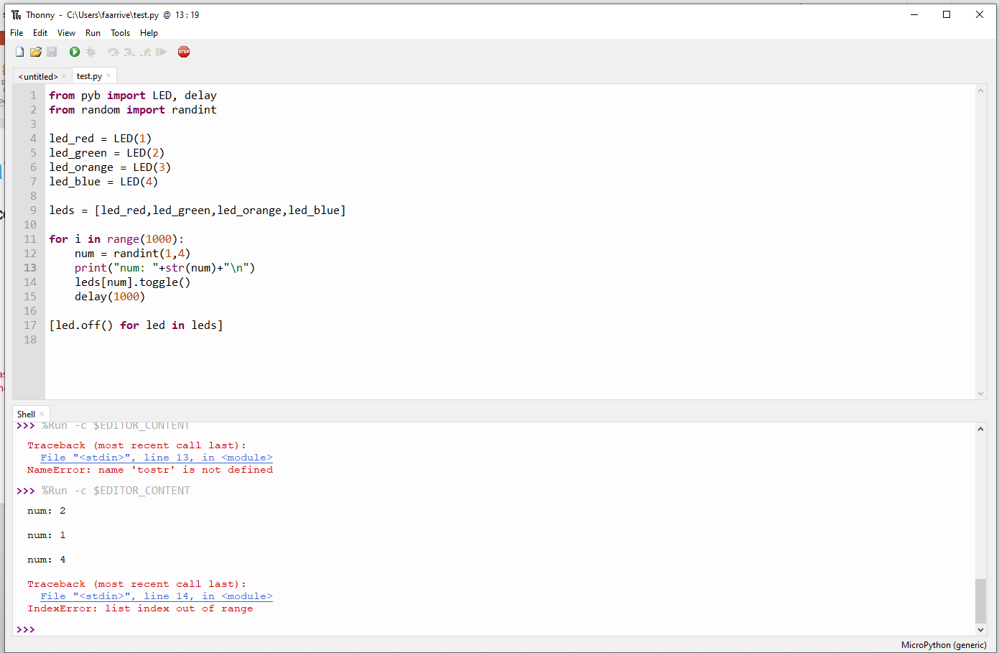 Thonny - C:\Users\faarrive\test.py @ 13 : 19
File Edit View Run Tools Help
STOP
<untitled> × test.py ×
1 from pyb import LED, delay
2 from random import randint
3
4 led_red = LED(1)
5 led_green = LED(2)
6 led_orange = LED(3)
7 led_blue = LED(4)
8
9 leds = [led_red,led_green,led_orange,led_blue]
10
11 for i in range(1000):
12     num = randint(1,4)
13     print("num: "+str(num)+"\n")
14     leds[num].toggle()
15     delay(1000)
16
17 [led.off() for led in leds]
18
Shell ×
>>> %Run -c $EDITOR_CONTENT
Traceback (most recent call last):
  File "<stdin>", line 13, in <module>
NameError: name 'tostr' is not defined
>>> %Run -c $EDITOR_CONTENT
num: 2
num: 1
num: 4
Traceback (most recent call last):
  File "<stdin>", line 14, in <module>
IndexError: list index out of range
>>>
MicroPython (generic)